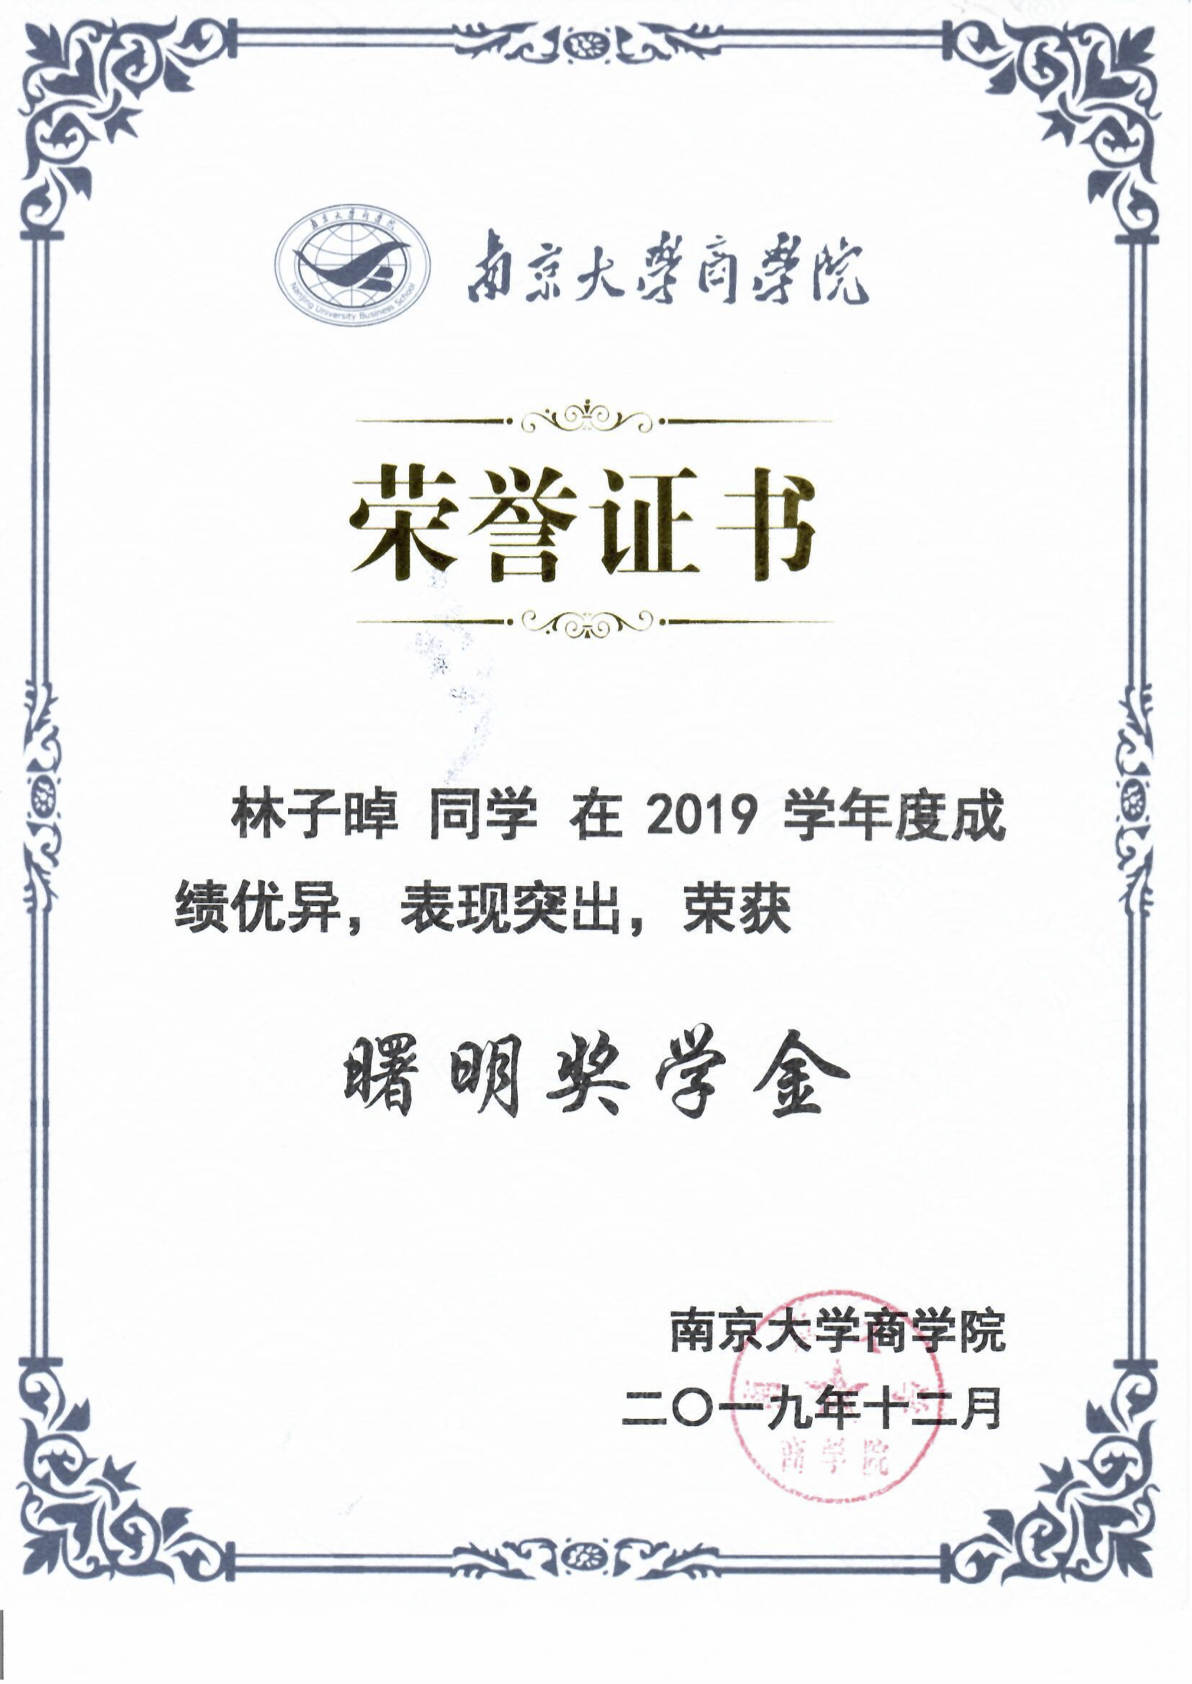 南京大学商学院
Nanjing University Business School
南京大學商學院
荣誉证书
林子晫 同学 在 2019 学年度成
绩优异，表现突出，荣获
曙明奖学金
南京大学商学院
二〇一九年十二月
商学院